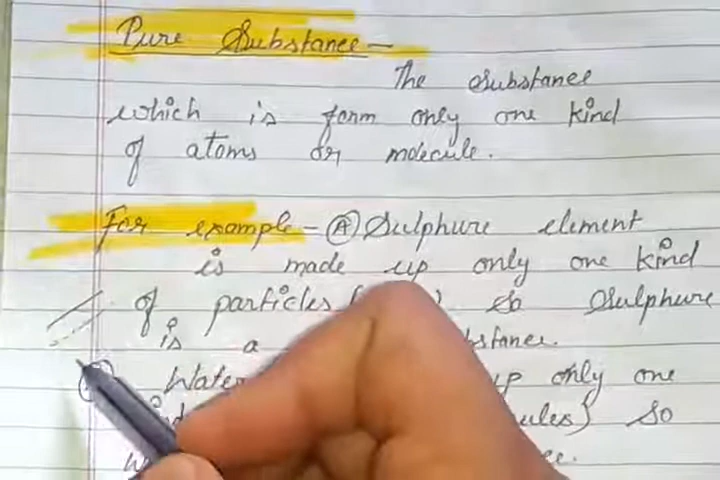 Pure Substance —
The substance
which is form only one kind
of atoms or molecule.
For example - (A) Sulphure element
is made up only one kind
of particles ( ) so Sulphure
is a
Water up only one
so